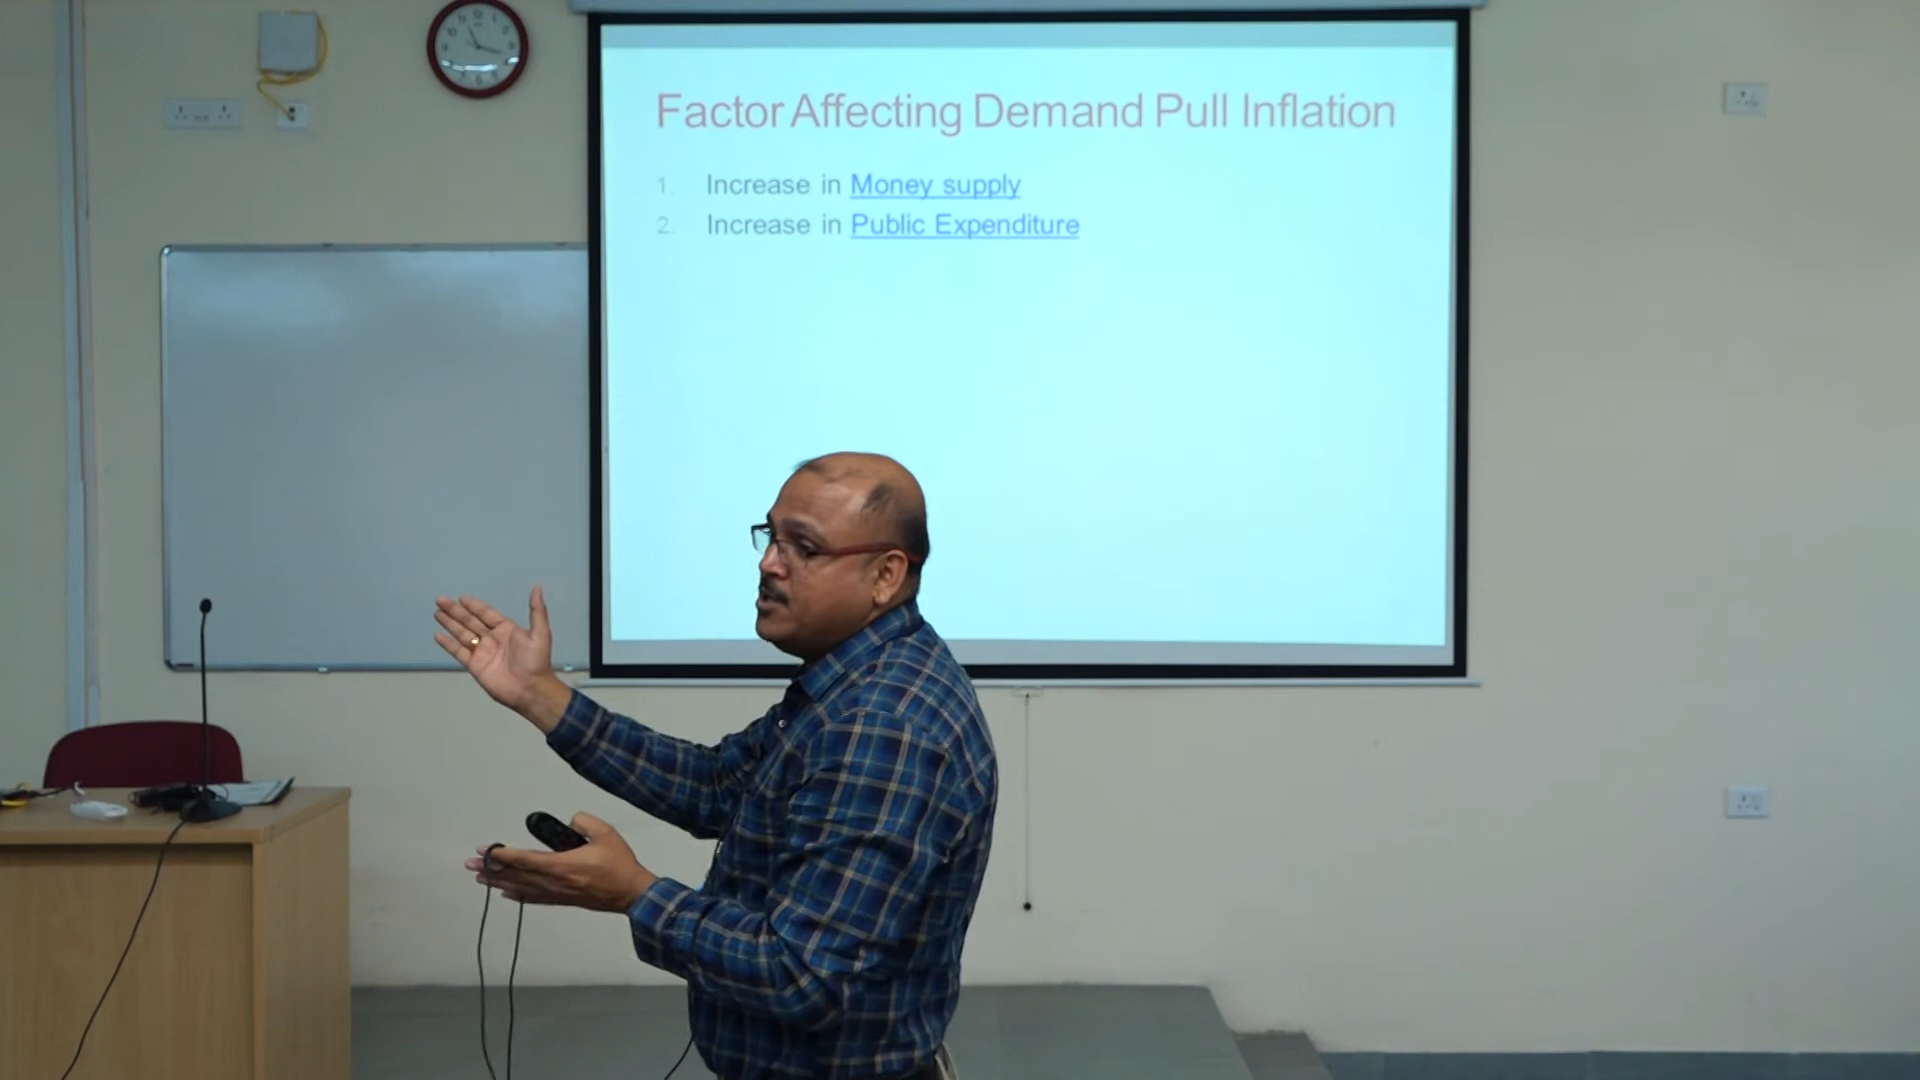 Factor Affecting Demand Pull Inflation
1. Increase in Money supply
2. Increase in Public Expenditure